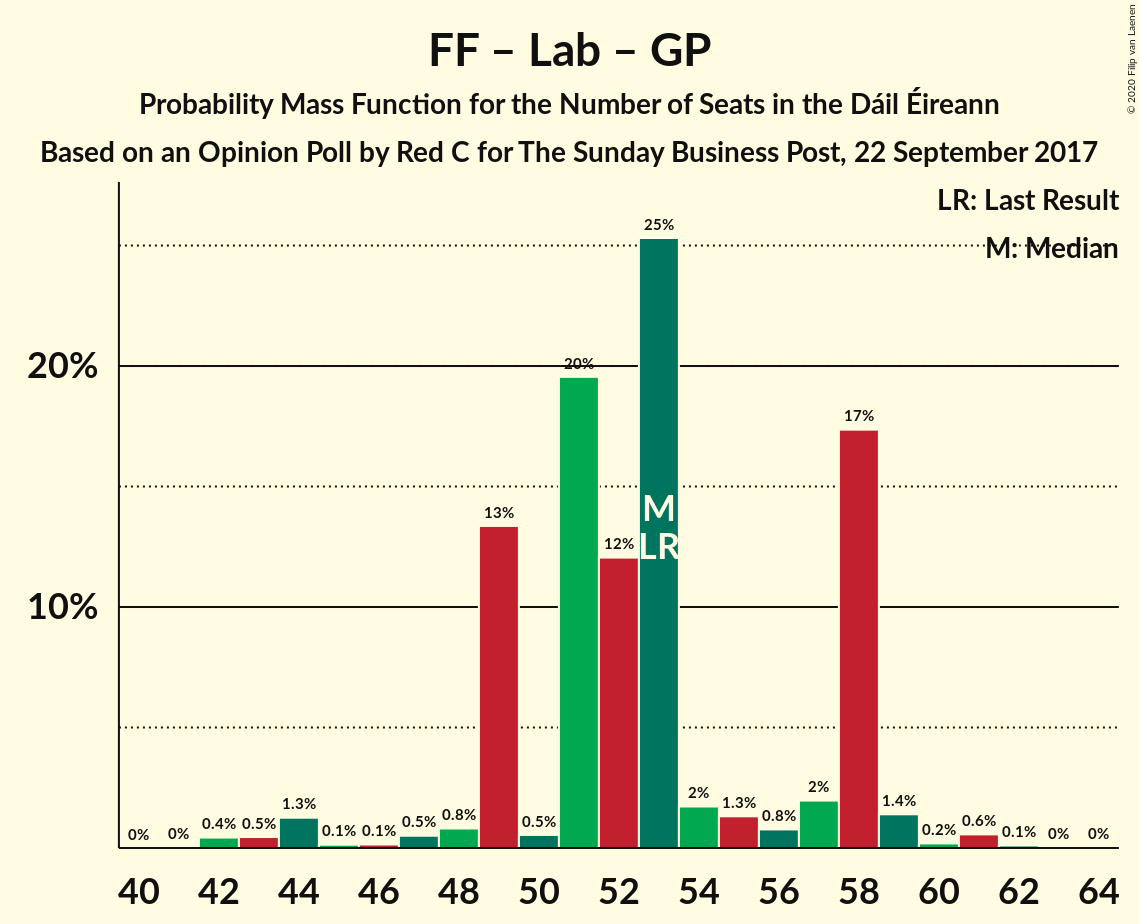 FF – Lab – GP
Probability Mass Function for the Number of Seats in the Dáil Éireann
Based on an Opinion Poll by Red C for The Sunday Business Post, 22 September 2017
© 2020 Filip van Laenen
LR: Last Result
M: Median
20%
10%
0% 0% 0.4% 0.5% 1.3% 0.1% 0.1% 0.5% 0.8% 13% 0.5% 20% 12% 25% 2% 1.3% 0.8% 2% 17% 1.4% 0.2% 0.6% 0.1% 0% 0%
M
LR
40 42 44 46 48 50 52 54 56 58 60 62 64